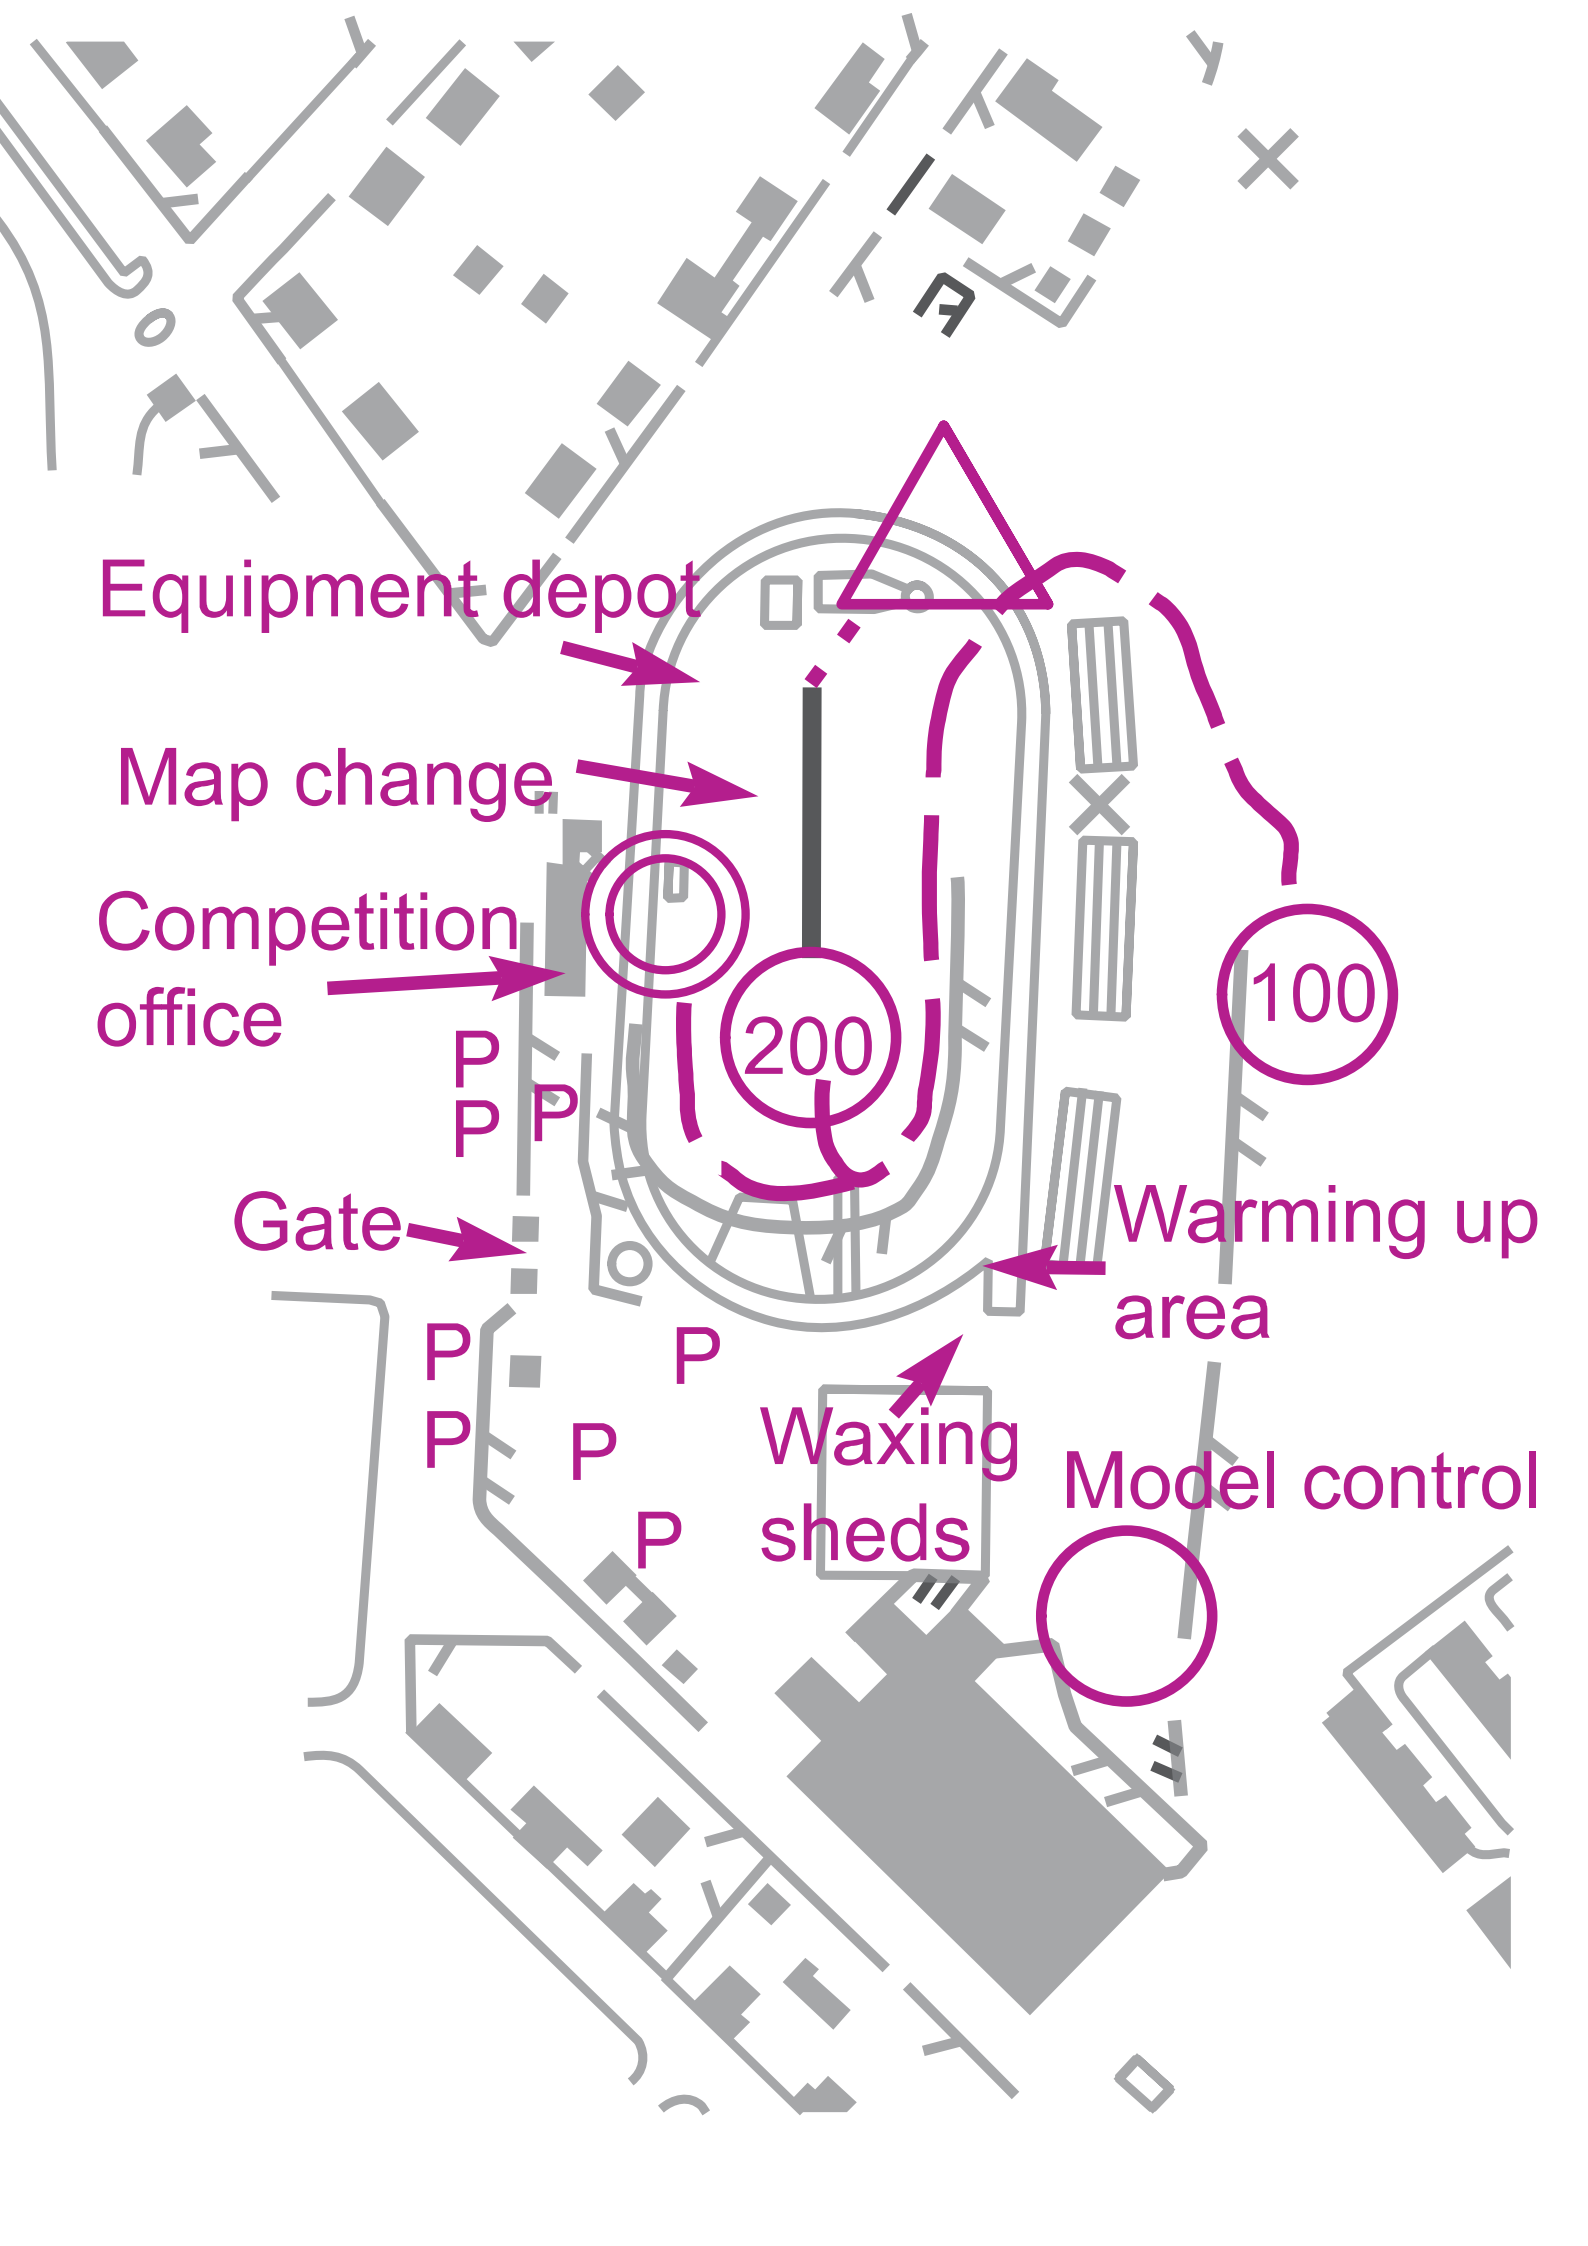 Equipment depot
Map change
Competition
office
100
200
P
P
P
Gate
Warming up
area
P
P
P
P
P
Waxing
sheds
Model control